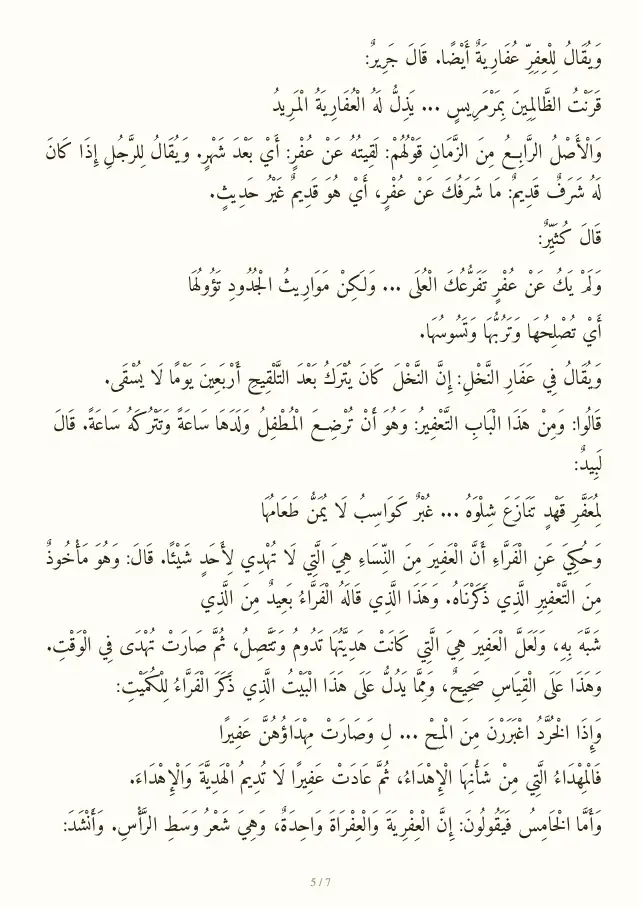 وَيُقَالُ لِلْعِفِرِّ عُفَارِيَةٌ أَيْضًا. قَالَ جَرِيرٌ:
قَرَنْتُ الظَّالِمِينَ بِمَرْمَرِيسٍ ... يَذِلُّ لَهُ الْعُفَارِيَةُ الْمَرِيدُ
وَالْأَصْلُ الرَّابِعُ مِنَ الزَّمَانِ قَوْلُهُمْ: لَقِيتُهُ عَنْ عُفْرٍ: أَيْ بَعْدَ شَهْرٍ. وَيُقَالُ لِلرَّجُلِ إِذَا كَانَ
لَهُ شَرَفٌ قَدِيمٌ: مَا شَرَفُكَ عَنْ عُفْرٍ، أَيْ هُوَ قَدِيمٌ غَيْرُ حَدِيثٍ.
قَالَ كُثَيِّرٌ:
وَلَمْ يَكُ عَنْ عُفْرٍ تَفَرُّعُكَ الْعُلَى ... وَلَكِنْ مَوَارِيثُ الْجُدُودِ تَؤُولُهَا
أَيْ تُصْلِحُهَا وَتَرُبُّهَا وَتَسُوسُهَا.
وَيُقَالُ فِي عَفَارِ النَّخْلِ: إِنَّ النَّخْلَ كَانَ يُتْرَكُ بَعْدَ التَّلْقِيحِ أَرْبَعِينَ يَوْمًا لَا يُسْقَى.
قَالُوا: وَمِنْ هَذَا الْبَابِ التَّعْفِيرُ: وَهُوَ أَنْ تُرْضِعَ الْمُطْفِلُ وَلَدَهَا سَاعَةً وَتَتْرُكَهُ سَاعَةً. قَالَ
لَبِيدٌ:
لِمُعَفَّرِ قَهْدٍ تَنَازَعَ شِلْوَهُ ... غُبْرٌ كَوَاسِبُ لَا يُمَنُّ طَعَامُهَا
وَحُكِيَ عَنِ الْفَرَّاءِ أَنَّ الْعَفِيرَ مِنَ النِّسَاءِ هِيَ الَّتِي لَا تُهْدِي لِأَحَدٍ شَيْئًا. قَالَ: وَهُوَ مَأْخُوذٌ
مِنَ التَّعْفِيرِ الَّذِي ذَكَرْنَاهُ. وَهَذَا الَّذِي قَالَهُ الْفَرَّاءُ بَعِيدٌ مِنَ الَّذِي
شَبَّهَ بِهِ، وَلَعَلَّ الْعَفِيرَ هِيَ الَّتِي كَانَتْ هَدِيَّتُهَا تَدُومُ وَتَتَّصِلُ، ثُمَّ صَارَتْ تُهْدَى فِي الْوَقْتِ.
وَهَذَا عَلَى الْقِيَاسِ صَحِيحٌ، وَمِمَّا يَدُلُّ عَلَى هَذَا الْبَيْتُ الَّذِي ذَكَرَ الْفَرَّاءُ لِلْكُمَيْتِ:
وَإِذَا الْخُرَّدُ اغْبَرَرْنَ مِنَ الْمِحْ ... لِ وَصَارَتْ مِهْدَاؤُهُنَّ عَفِيرًا
فَالْمِهْدَاءُ الَّتِي مِنْ شَأْنِهَا الْإِهْدَاءُ، ثُمَّ عَادَتْ عَفِيرًا لَا تُدِيمُ الْهَدِيَّةَ وَالْإِهْدَاءَ.
وَأَمَّا الْخَامِسُ فَيَقُولُونَ: إِنَّ الْعِفْرِيَةَ وَالْعِفْرَاةَ وَاحِدَةٌ، وَهِيَ شَعْرُ وَسَطِ الرَّأْسِ. وَأَنْشَدَ:
5 / 7